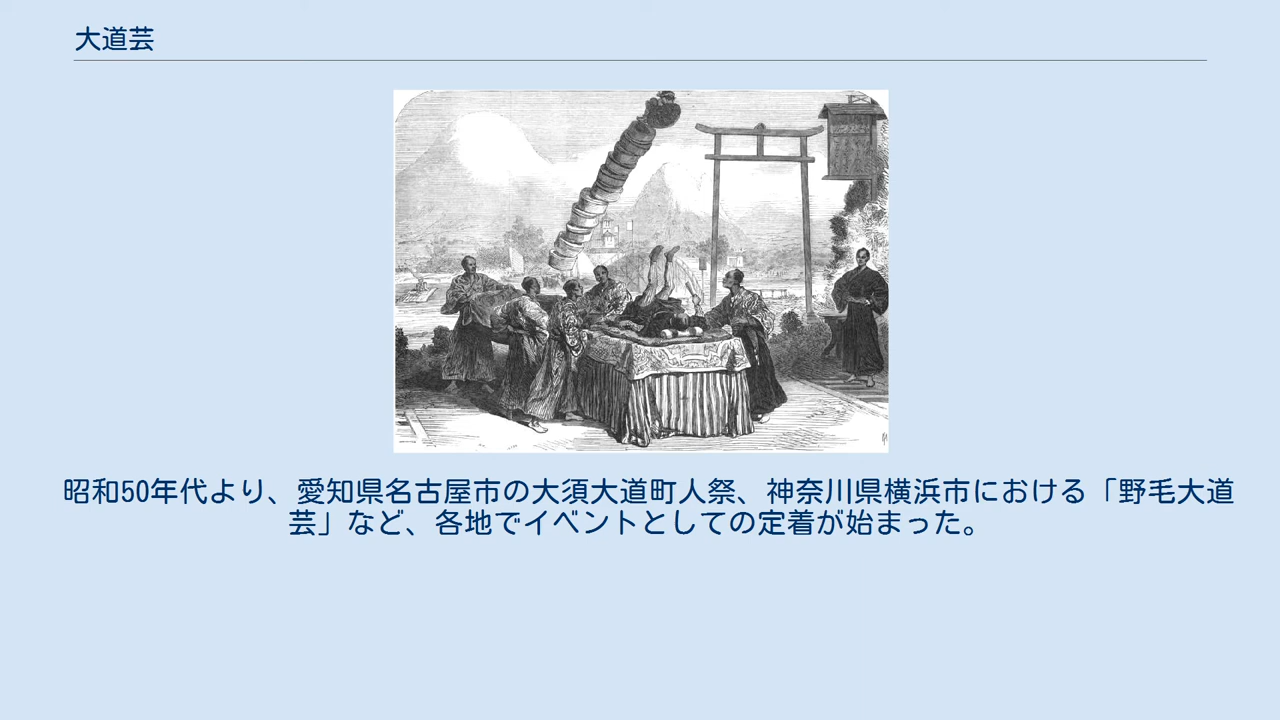 大道芸
昭和50年代より、愛知県名古屋市の大須大道町人祭、神奈川県横浜市における「野毛大道
芸」など、各地でイベントとしての定着が始まった。